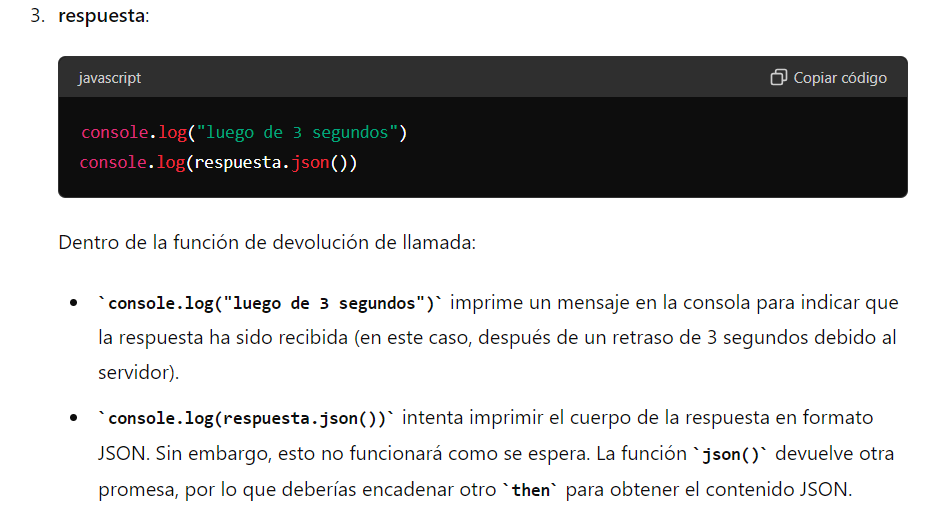 3. respuesta:
javascript
Copiar código
console.log("luego de 3 segundos")
console.log(respuesta.json())
Dentro de la función de devolución de llamada:
• `console.log("luego de 3 segundos")` imprime un mensaje en la consola para indicar que
la respuesta ha sido recibida (en este caso, después de un retraso de 3 segundos debido al
servidor).
• `console.log(respuesta.json())` intenta imprimir el cuerpo de la respuesta en formato
JSON. Sin embargo, esto no funcionará como se espera. La función `json()` devuelve otra
promesa, por lo que deberías encadenar otro `then` para obtener el contenido JSON.